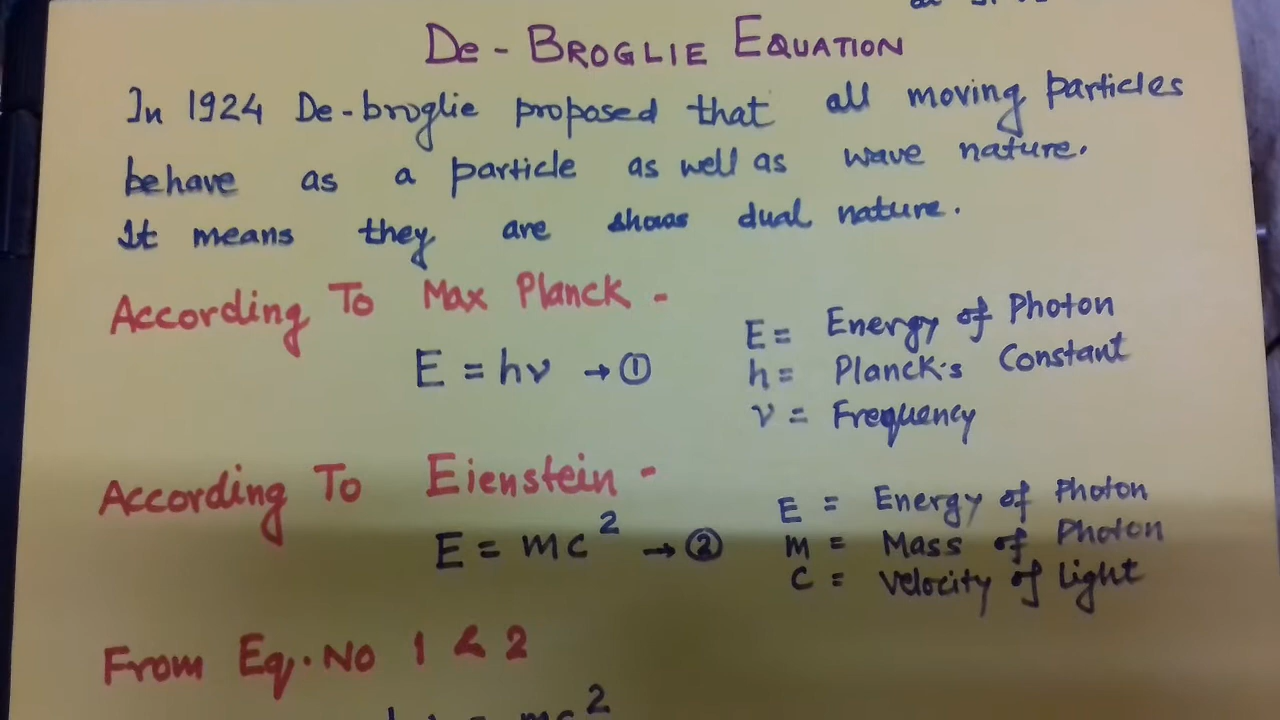 De - BROGLIE EQUATION
In 1924 De-broglie proposed that all moving particles
behave as a particle as well as wave nature.
It means they are shows dual nature.
According To Max Planck -
E = hν → ①
E = Energy of Photon
h = Planck's Constant
ν = Frequency
According To Eienstein -
E = mc² → ②
E = Energy of Photon
m = Mass of Photon
C = Velocity of light
From Eq. No 1 & 2
= mc²